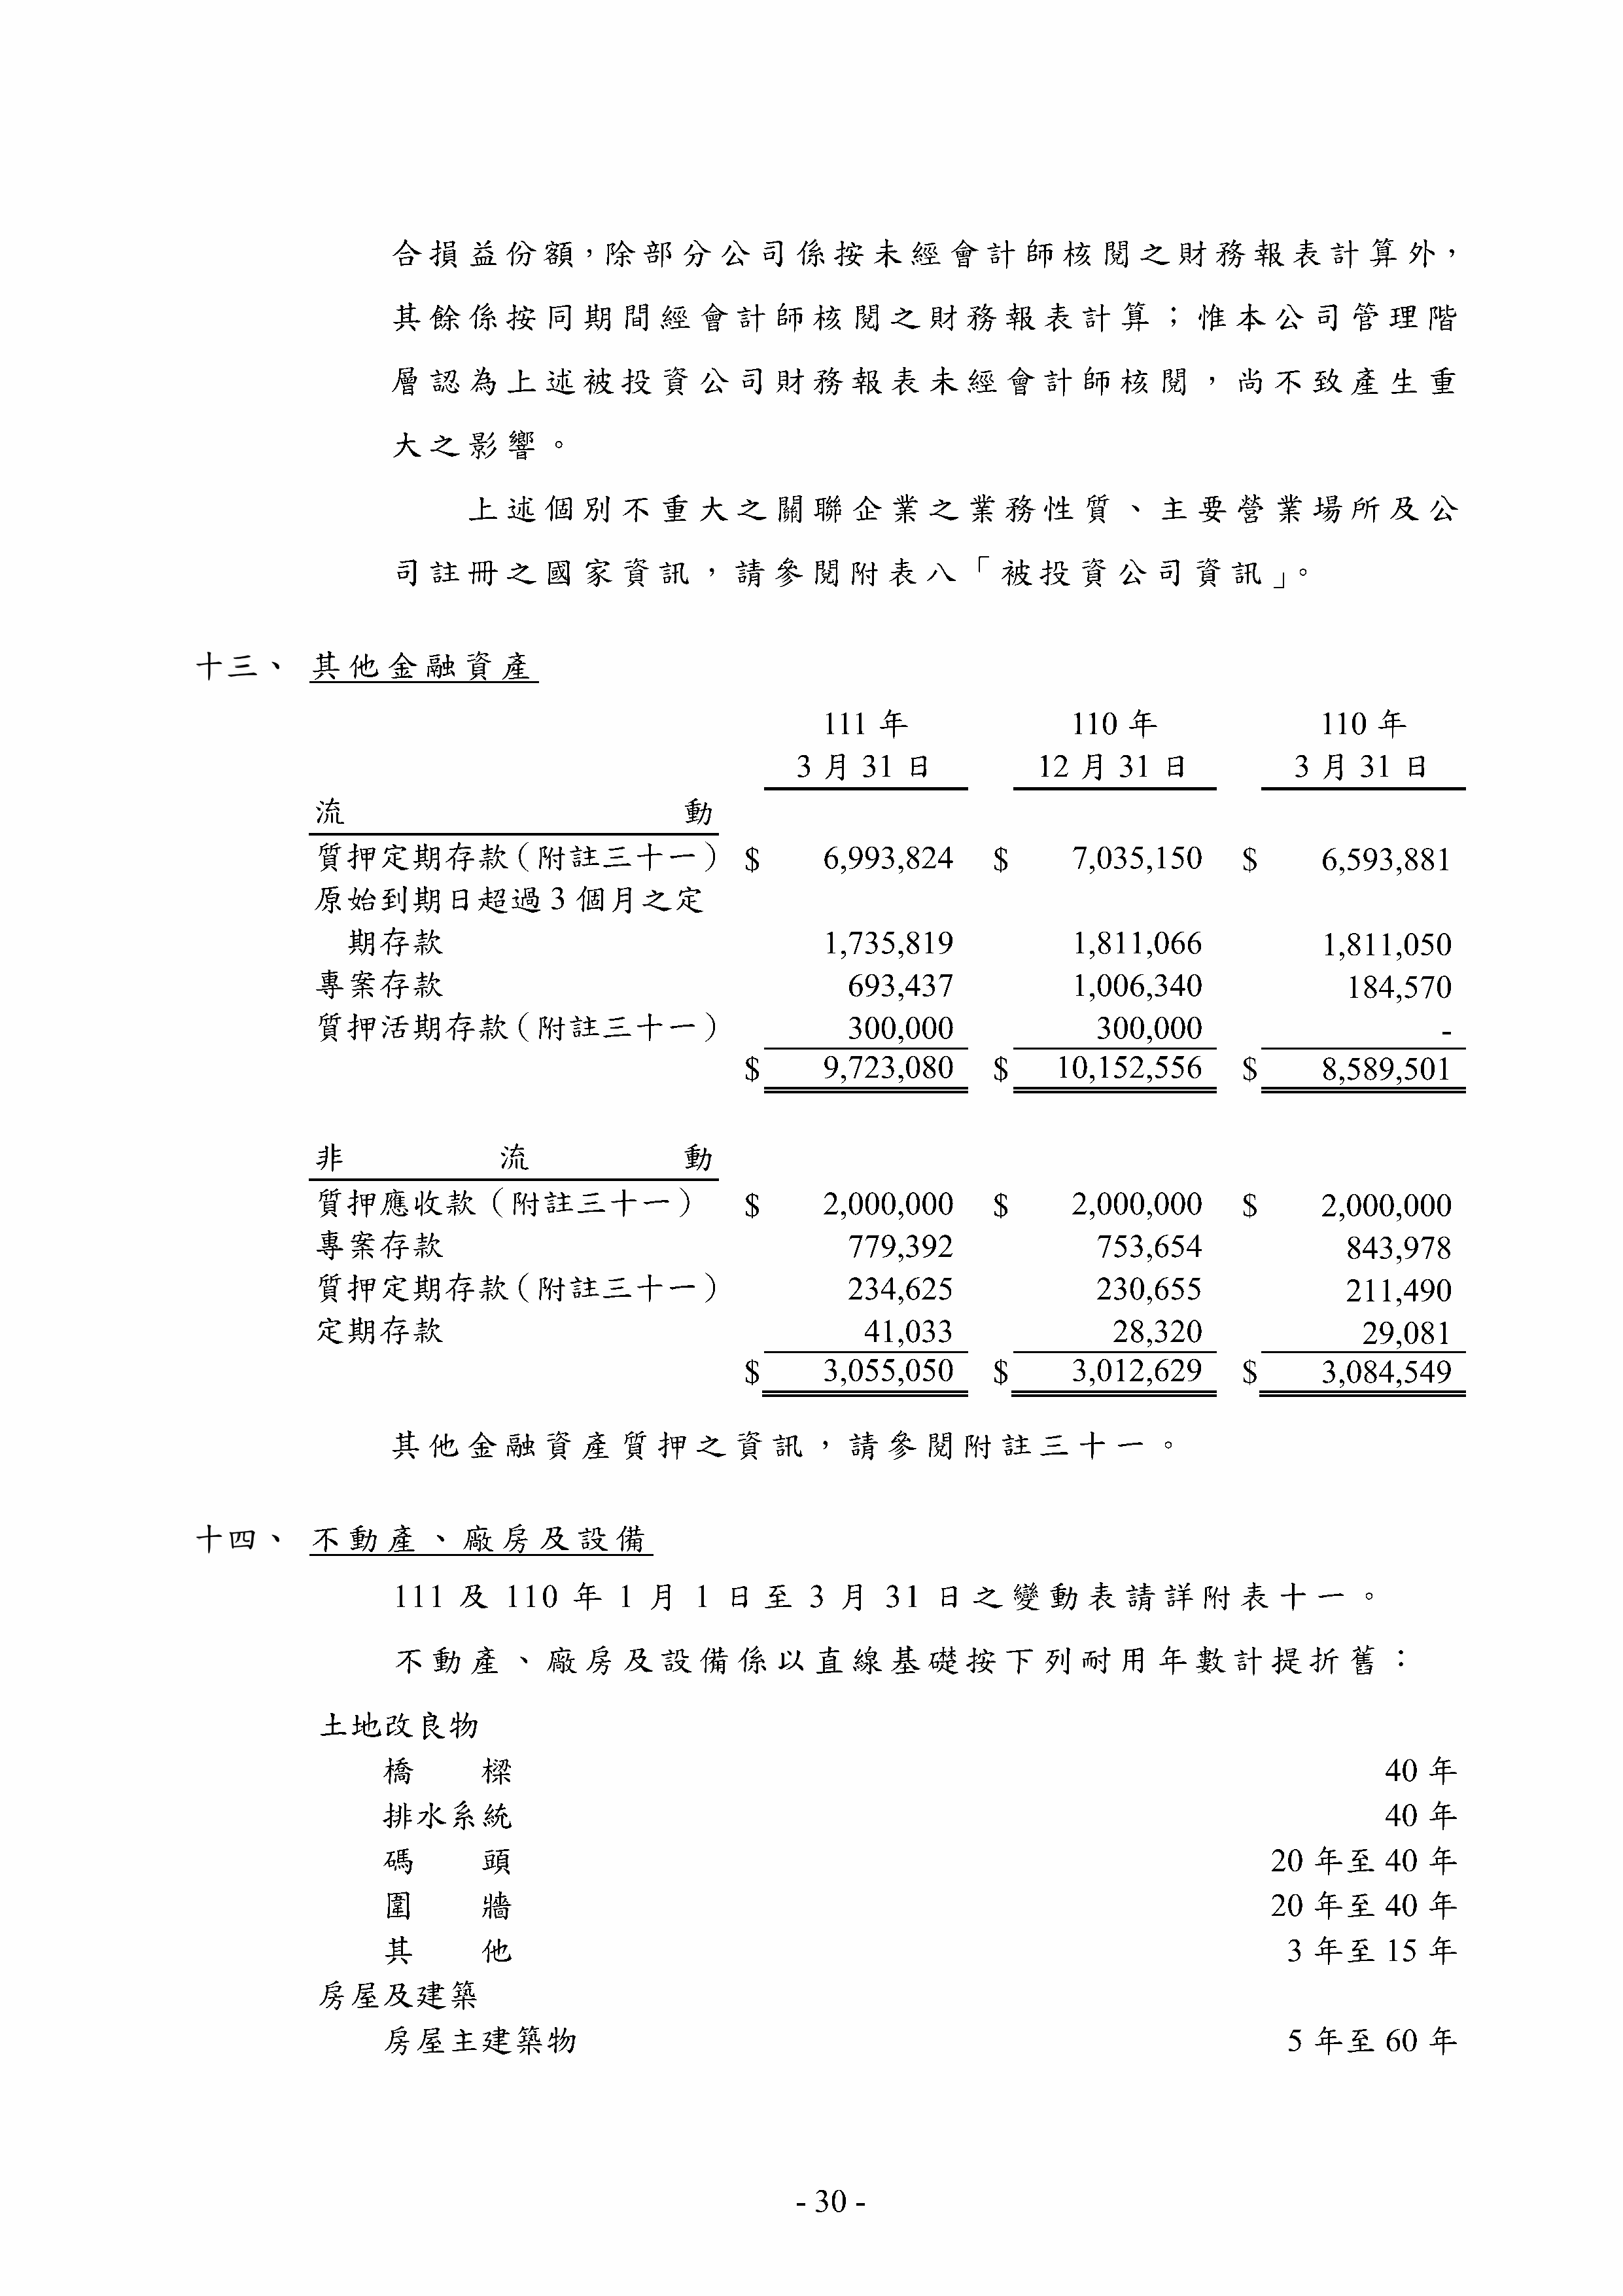 合損益份額，除部分公司係按未經會計師核閱之財務報表計算外，
其餘係按同期間經會計師核閱之財務報表計算；惟本公司管理階
層認為上述被投資公司財務報表未經會計師核閱，尚不致產生重
大之影響。
上述個別不重大之關聯企業之業務性質、主要營業場所及公
司註冊之國家資訊，請參閱附表八「被投資公司資訊」。
十三、 其他金融資產
111 年 110 年 110 年
3 月 31 日 12 月 31 日 3 月 31 日
流動
質押定期存款（附註三十一） $ 6,993,824 $ 7,035,150 $ 6,593,881
原始到期日超過 3 個月之定
期存款 1,735,819 1,811,066 1,811,050
專案存款 693,437 1,006,340 184,570
質押活期存款（附註三十一） 300,000 300,000 -
$ 9,723,080 $ 10,152,556 $ 8,589,501
非流動
質押應收款（附註三十一） $ 2,000,000 $ 2,000,000 $ 2,000,000
專案存款 779,392 753,654 843,978
質押定期存款（附註三十一） 234,625 230,655 211,490
定期存款 41,033 28,320 29,081
$ 3,055,050 $ 3,012,629 $ 3,084,549
其他金融資產質押之資訊，請參閱附註三十一。
十四、 不動產、廠房及設備
111 及 110 年 1 月 1 日至 3 月 31 日之變動表請詳附表十一。
不動產、廠房及設備係以直線基礎按下列耐用年數計提折舊：
土地改良物
橋樑 40 年
排水系統 40 年
碼頭 20 年至 40 年
圍牆 20 年至 40 年
其他 3 年至 15 年
房屋及建築
房屋主建築物 5 年至 60 年
- 30 -